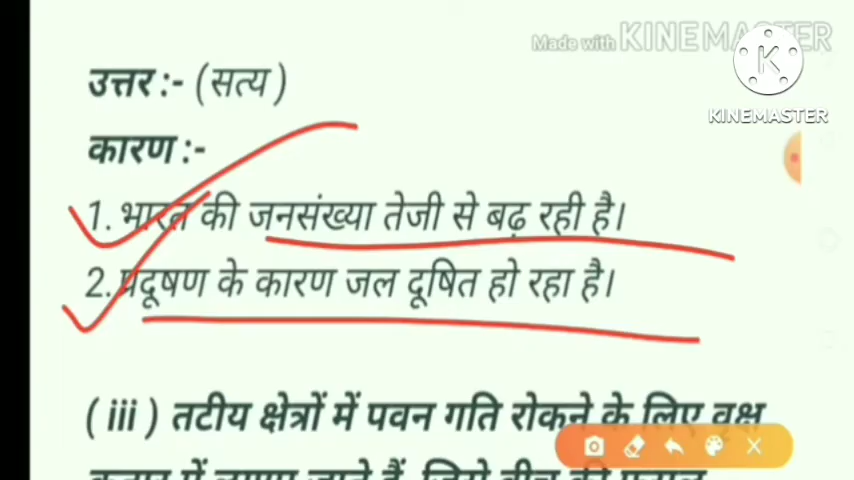 Made with KINEMASTER
KINEMASTER
उत्तर :- (सत्य)
कारण :-
1. भारत की जनसंख्या तेजी से बढ़ रही है।
2. प्रदूषण के कारण जल दूषित हो रहा है।
( iii ) तटीय क्षेत्रों में पवन गति रोकने के लिए वृक्ष